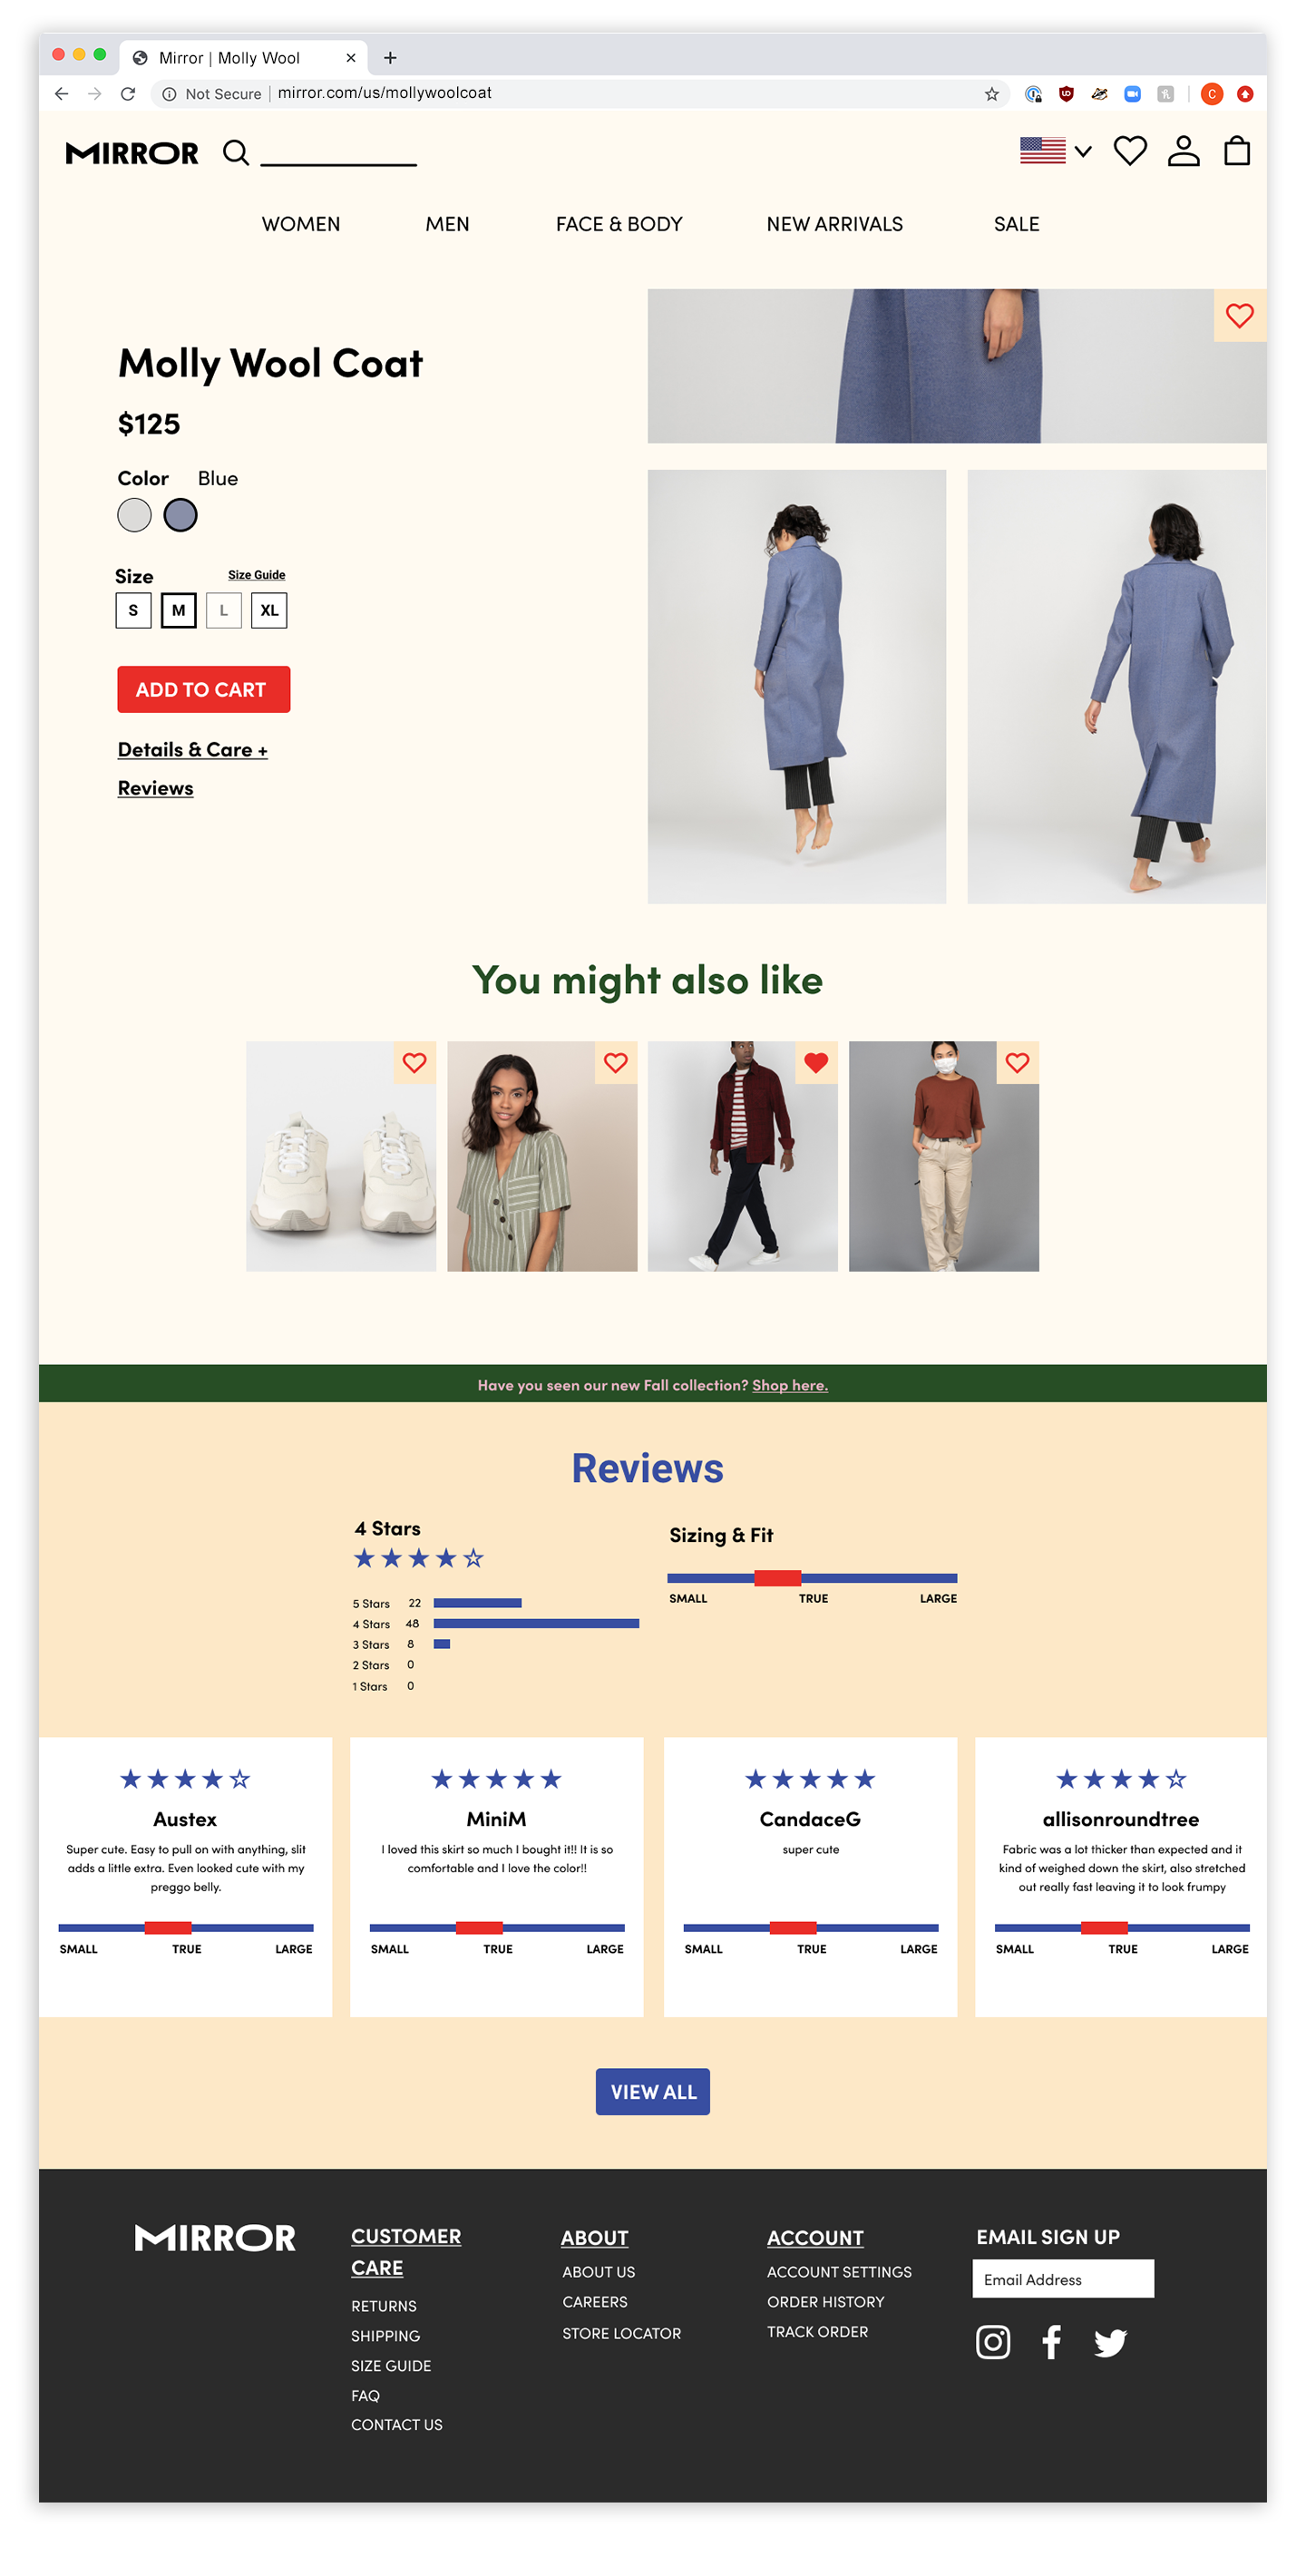 Mirror | Molly Wool
Not Secure | mirror.com/us/mollywoolcoat
C
MIRROR
WOMEN MEN FACE & BODY NEW ARRIVALS SALE
Molly Wool Coat
$125
Color Blue
Size Size Guide
S M L XL
ADD TO CART
Details & Care +
Reviews
You might also like
Have you seen our new Fall collection? Shop here.
Reviews
4 Stars
5 Stars 22
4 Stars 48
3 Stars 8
2 Stars 0
1 Stars 0
Sizing & Fit
SMALL TRUE LARGE
Austex
Super cute. Easy to pull on with anything, slit
adds a little extra. Even looked cute with my
preggo belly.
SMALL TRUE LARGE
MiniM
I loved this skirt so much I bought it!! It is so
comfortable and I love the color!!
SMALL TRUE LARGE
CandaceG
super cute
SMALL TRUE LARGE
allisonroundtree
Fabric was a lot thicker than expected and it
kind of weighed down the skirt, also stretched
out really fast leaving it to look frumpy
SMALL TRUE LARGE
VIEW ALL
MIRROR
CUSTOMER
CARE
RETURNS
SHIPPING
SIZE GUIDE
FAQ
CONTACT US
ABOUT
ABOUT US
CAREERS
STORE LOCATOR
ACCOUNT
ACCOUNT SETTINGS
ORDER HISTORY
TRACK ORDER
EMAIL SIGN UP
Email Address